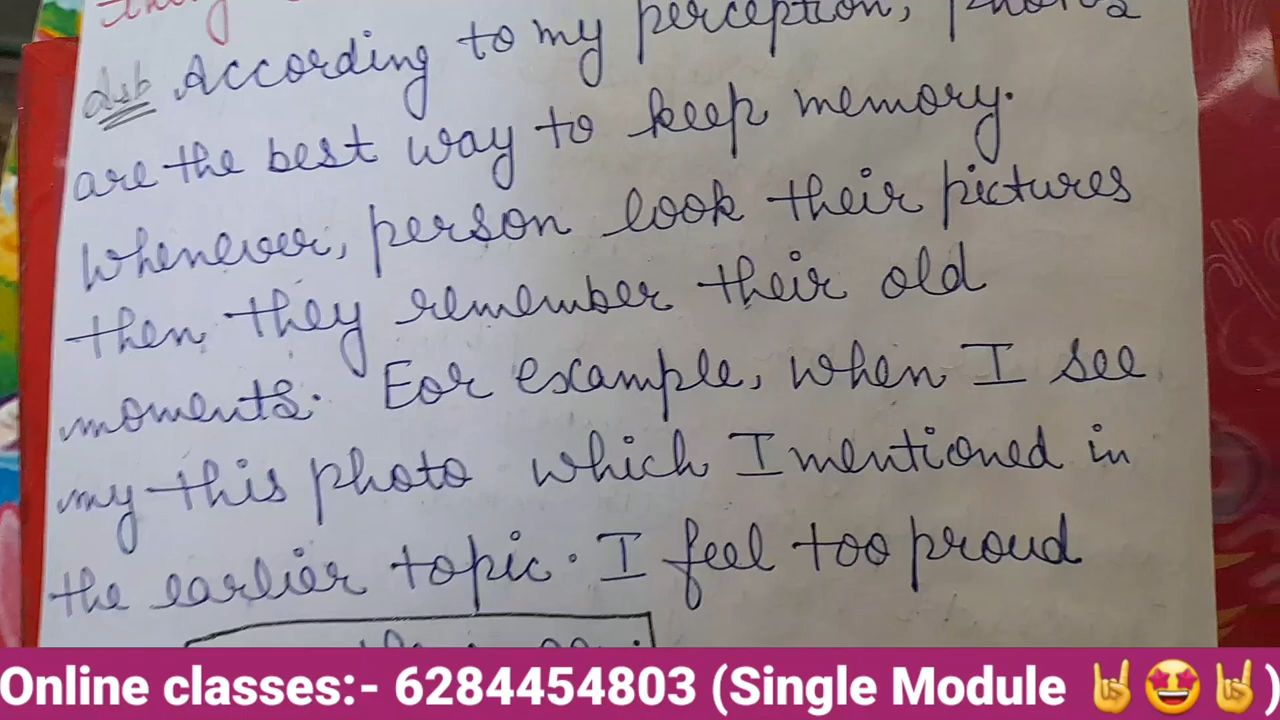 According to my perception, photos
are the best way to keep memory.
Whenever, person look their pictures
then, they remember their old
moments. For example, when I see
my this photo which I mentioned in
the earlier topic. I feel too proud
Online classes:- 6284454803 (Single Module 🤘🤩🤘)